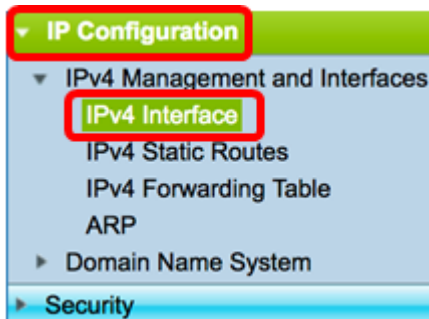 IP Configuration
IPv4 Management and Interfaces
IPv4 Interface
IPv4 Static Routes
IPv4 Forwarding Table
ARP
Domain Name System
Security